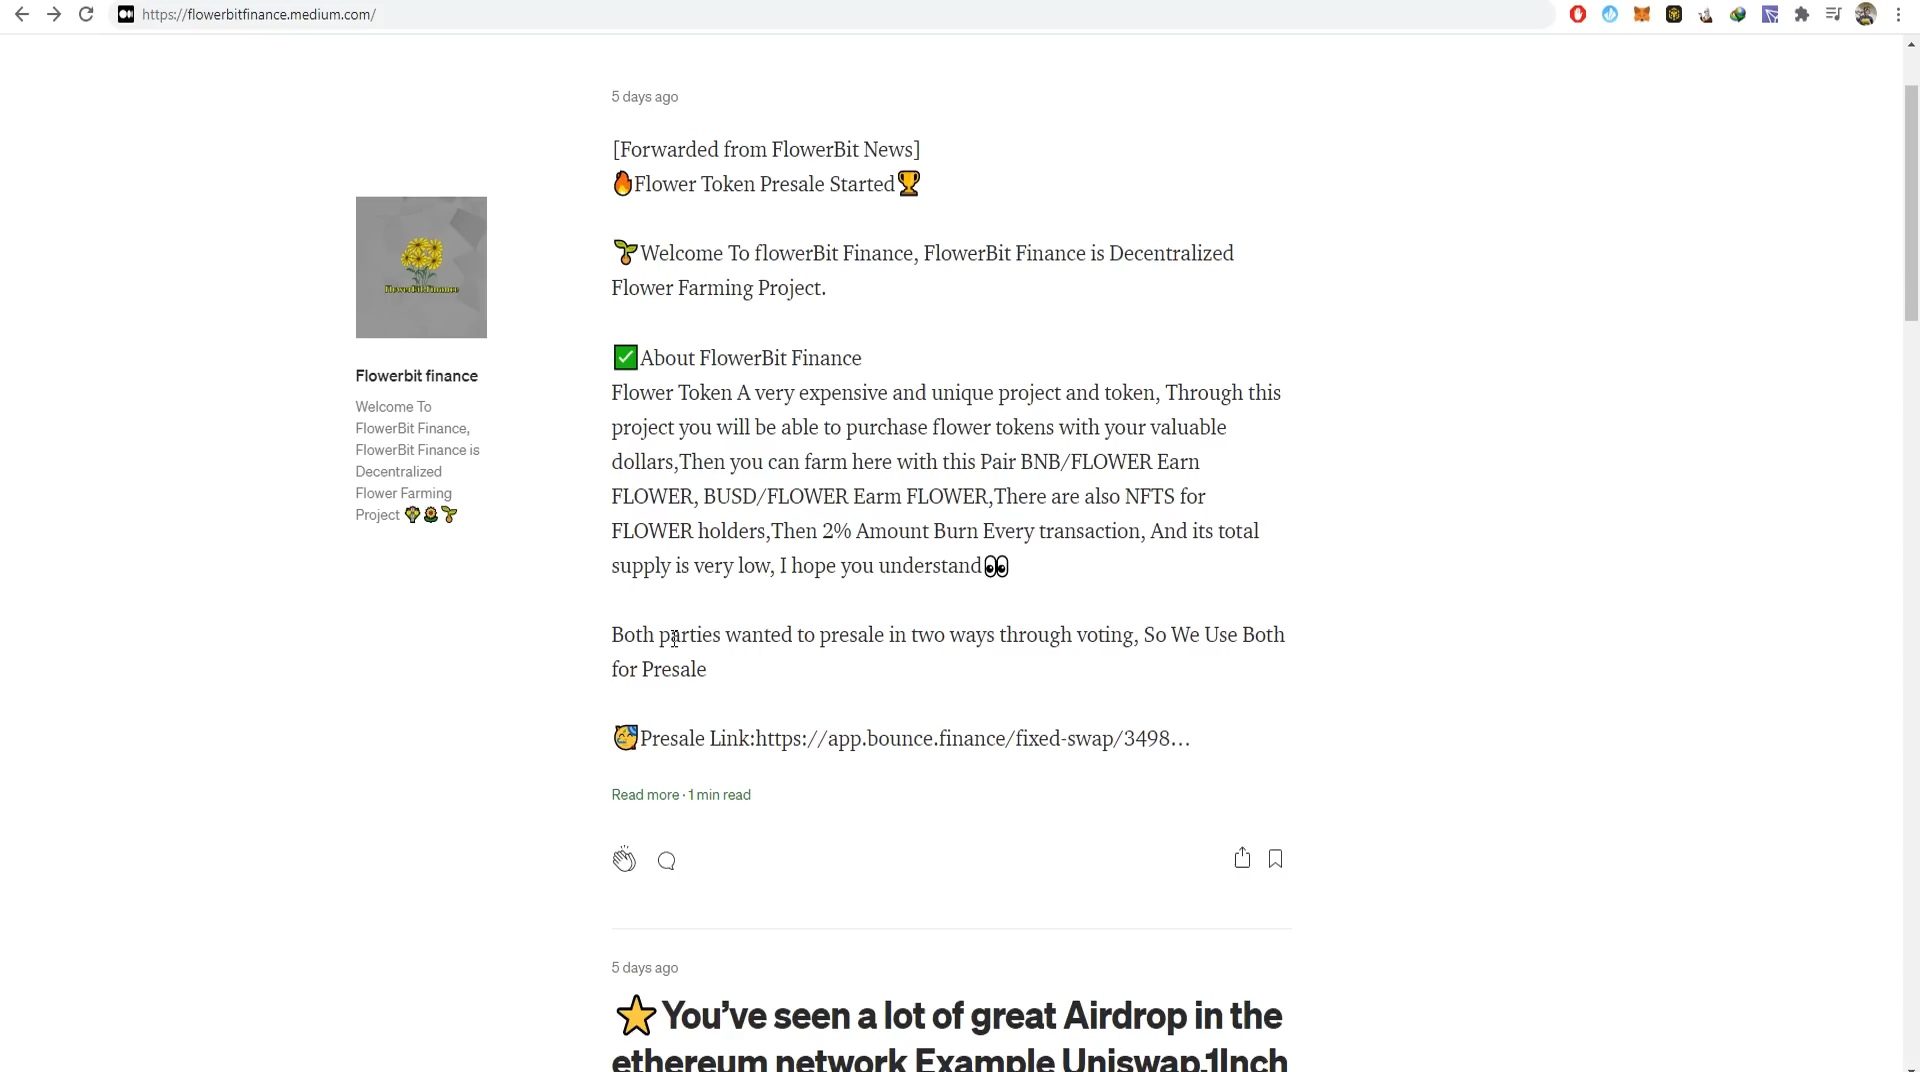 https://flowerbitfinance.medium.com/
5 days ago
[Forwarded from FlowerBit News]
🔥Flower Token Presale Started🏆
🌱Welcome To flowerBit Finance, FlowerBit Finance is Decentralized
Flower Farming Project.
✅About FlowerBit Finance
Flower Token A very expensive and unique project and token, Through this
project you will be able to purchase flower tokens with your valuable
dollars,Then you can farm here with this Pair BNB/FLOWER Earn
FLOWER, BUSD/FLOWER Earm FLOWER,There are also NFTS for
FLOWER holders,Then 2% Amount Burn Every transaction, And its total
supply is very low, I hope you understand👀
Both parties wanted to presale in two ways through voting, So We Use Both
for Presale
🥳Presale Link:https://app.bounce.finance/fixed-swap/3498…
Read more · 1 min read
FlowerBit Finance
Flowerbit finance
Welcome To
FlowerBit Finance,
FlowerBit Finance is
Decentralized
Flower Farming
Project 💐🌻🌱
5 days ago
⭐You’ve seen a lot of great Airdrop in the
ethereum network Example Uniswap,1Inch